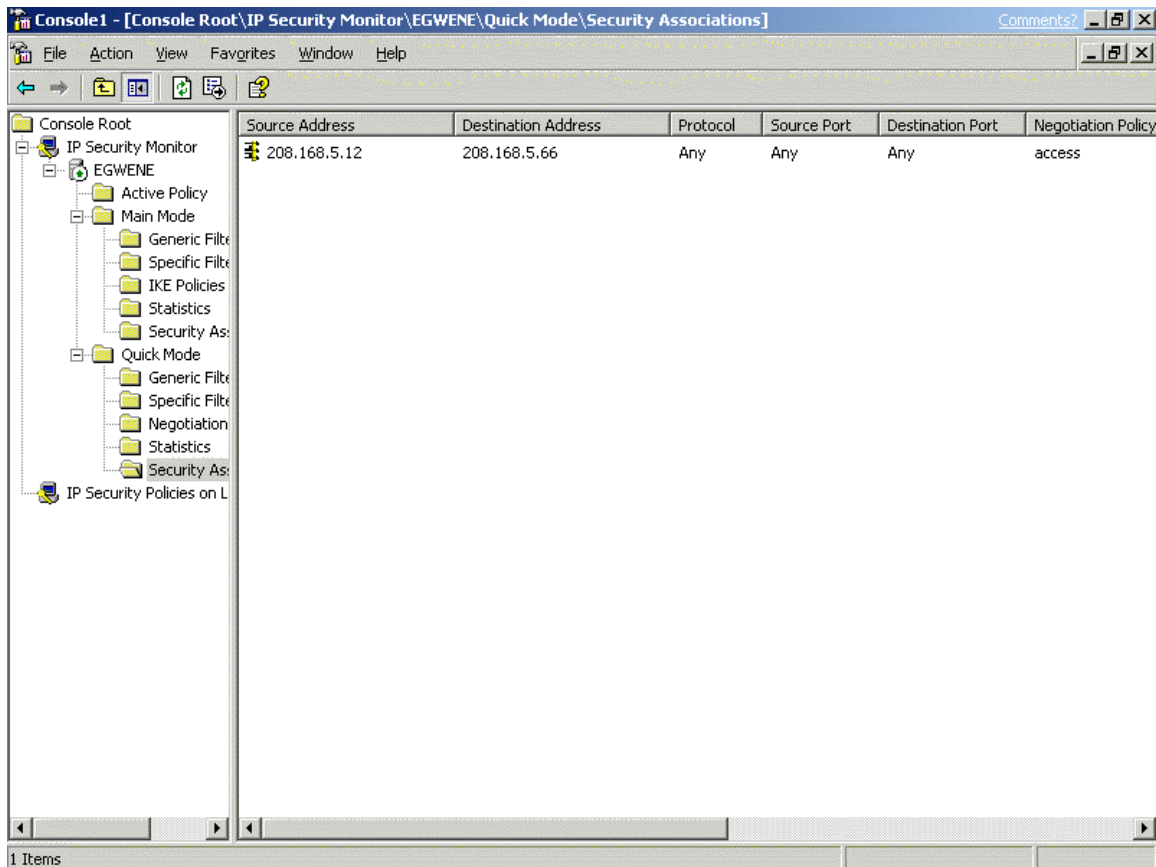 Console1 - [Console Root\IP Security Monitor\EGWENE\Quick Mode\Security Associations] Comments?
File Action View Favorites Window Help
Console Root
IP Security Monitor
EGWENE
Active Policy
Main Mode
Generic Filte
Specific Filte
IKE Policies
Statistics
Security As
Quick Mode
Generic Filte
Specific Filte
Negotiation
Statistics
Security As
IP Security Policies on L
Source Address Destination Address Protocol Source Port Destination Port Negotiation Policy
208.168.5.12 208.168.5.66 Any Any Any access
1 Items